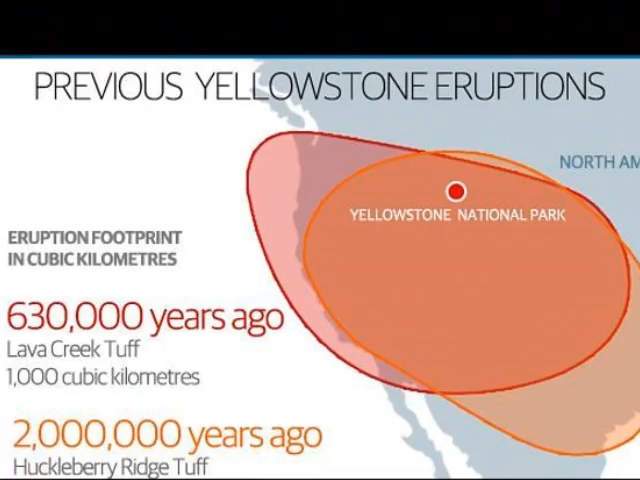 PREVIOUS YELLOWSTONE ERUPTIONS
NORTH AM
YELLOWSTONE NATIONAL PARK
ERUPTION FOOTPRINT
IN CUBIC KILOMETRES
630,000 years ago
Lava Creek Tuff
1,000 cubic kilometres
2,000,000 years ago
Huckleberry Ridge Tuff